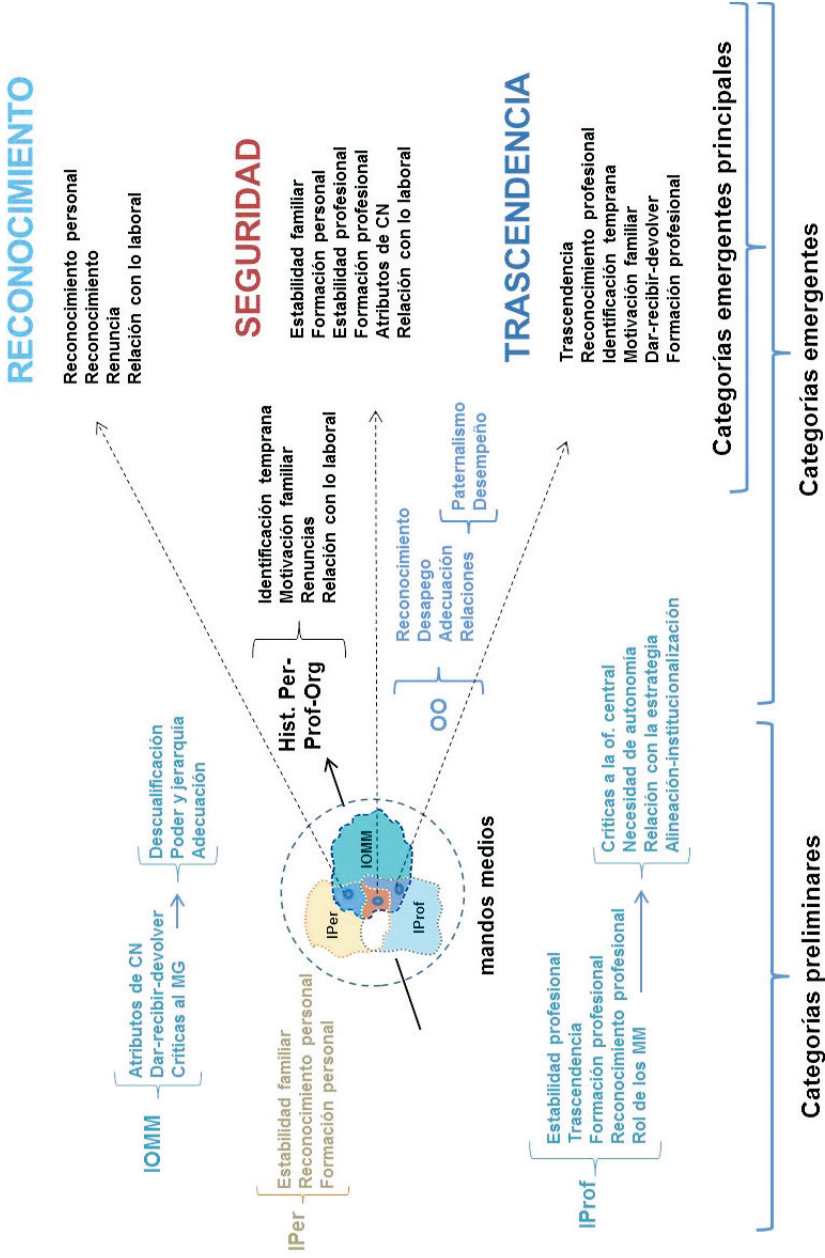 IOMM
Atributos de CN
Dar-recibir-devolver
Críticas al MG
Descualificación
Poder y jerarquía
Adecuación
IPer
Estabilidad familiar
Reconocimiento personal
Formación personal
IProf
Estabilidad profesional
Trascendencia
Formación profesional
Reconocimiento profesional
Rol de los MM
Críticas a la of. central
Necesidad de autonomía
Relación con la estrategia
Alineación-institucionalización
IPer
IOMM
IProf
mandos medios
Hist. Per-
Prof-Org
Identificación temprana
Motivación familiar
Renuncias
Relación con lo laboral
OO
Reconocimiento
Desapego
Adecuación
Relaciones
Paternalismo
Desempeño
RECONOCIMIENTO
Reconocimiento personal
Reconocimiento
Renuncia
Relación con lo laboral
SEGURIDAD
Estabilidad familiar
Formación personal
Estabilidad profesional
Formación profesional
Atributos de CN
Relación con lo laboral
TRASCENDENCIA
Trascendencia
Reconocimiento profesional
Identificación temprana
Motivación familiar
Dar-recibir-devolver
Formación profesional
Categorías emergentes principales
Categorías preliminares
Categorías emergentes